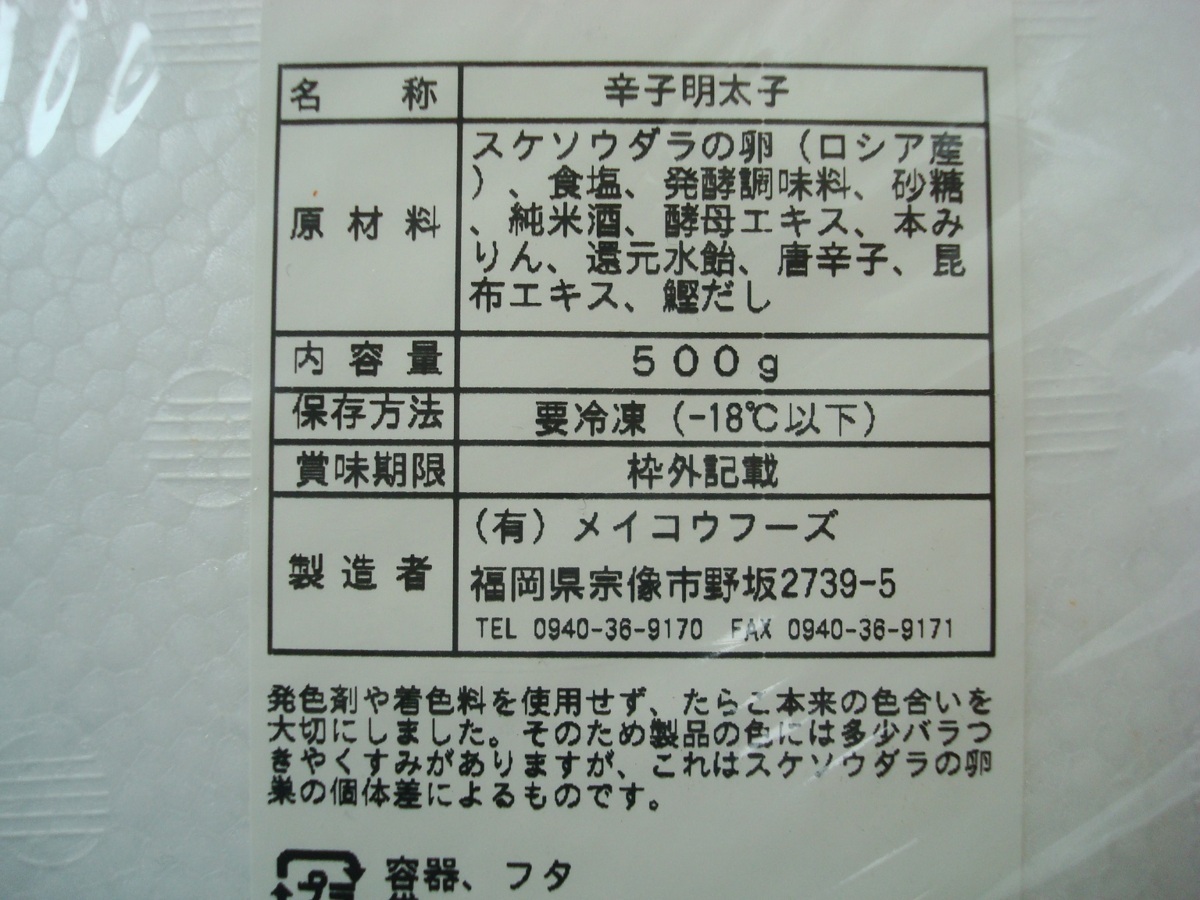 名称 辛子明太子
原材料 スケソウダラの卵（ロシア産
）、食塩、発酵調味料、砂糖
、純米酒、酵母エキス、本み
りん、還元水飴、唐辛子、昆
布エキス、鰹だし
内容量 500g
保存方法 要冷凍（-18℃以下）
賞味期限 枠外記載
製造者 （有）メイコウフーズ
福岡県宗像市野坂2739-5
TEL 0940-36-9170 FAX 0940-36-9171
発色剤や着色料を使用せず、たらこ本来の色合いを
大切にしました。そのため製品の色には多少バラつ
きやくすみがありますが、これはスケソウダラの卵
巣の個体差によるものです。
プラ 容器、フタ